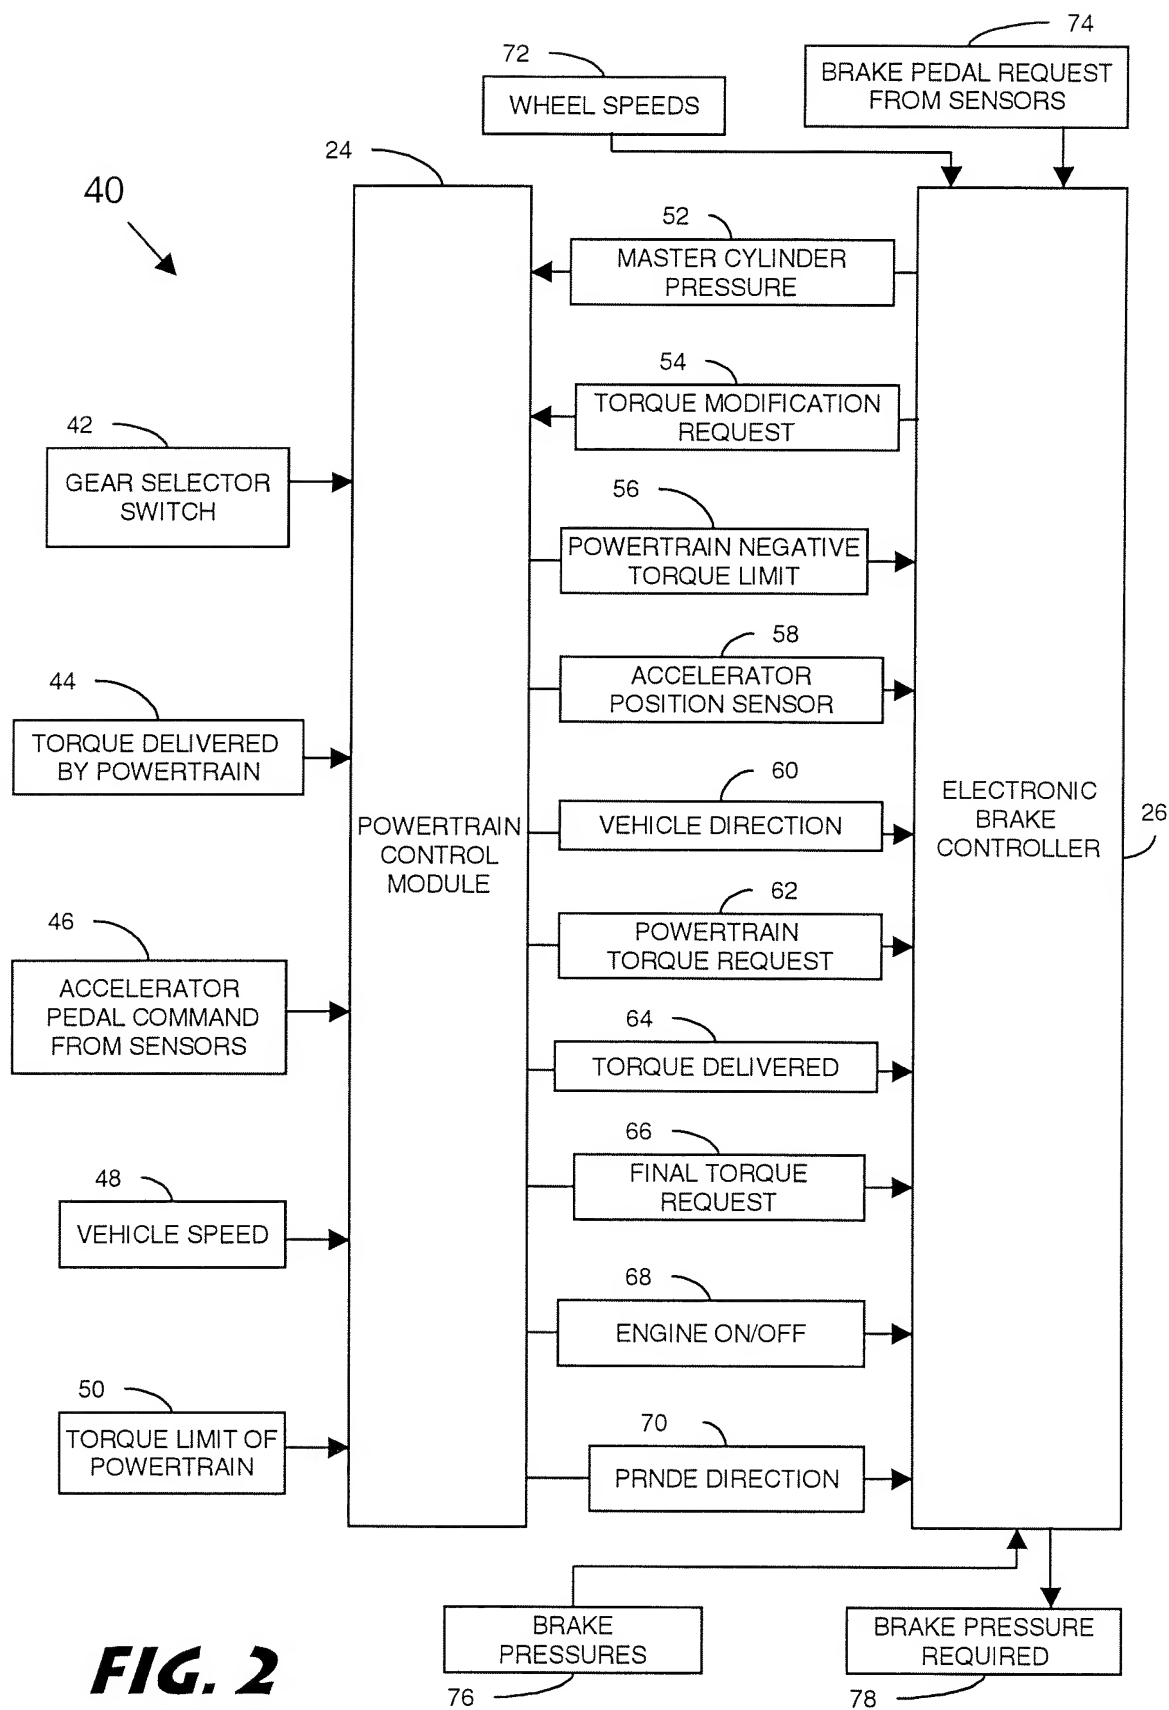 74
72
BRAKE PEDAL REQUEST
FROM SENSORS
WHEEL SPEEDS
24
40
52
MASTER CYLINDER
PRESSURE
54
TORQUE MODIFICATION
REQUEST
42
GEAR SELECTOR
SWITCH
56
POWERTRAIN NEGATIVE
TORQUE LIMIT
58
ACCELERATOR
POSITION SENSOR
44
TORQUE DELIVERED
BY POWERTRAIN
60
VEHICLE DIRECTION
ELECTRONIC
BRAKE
CONTROLLER
26
POWERTRAIN
CONTROL
MODULE
62
POWERTRAIN
TORQUE REQUEST
46
ACCELERATOR
PEDAL COMMAND
FROM SENSORS
64
TORQUE DELIVERED
66
FINAL TORQUE
REQUEST
48
VEHICLE SPEED
68
ENGINE ON/OFF
50
TORQUE LIMIT OF
POWERTRAIN
70
PRNDE DIRECTION
BRAKE
PRESSURES
76
BRAKE PRESSURE
REQUIRED
78
FIG. 2